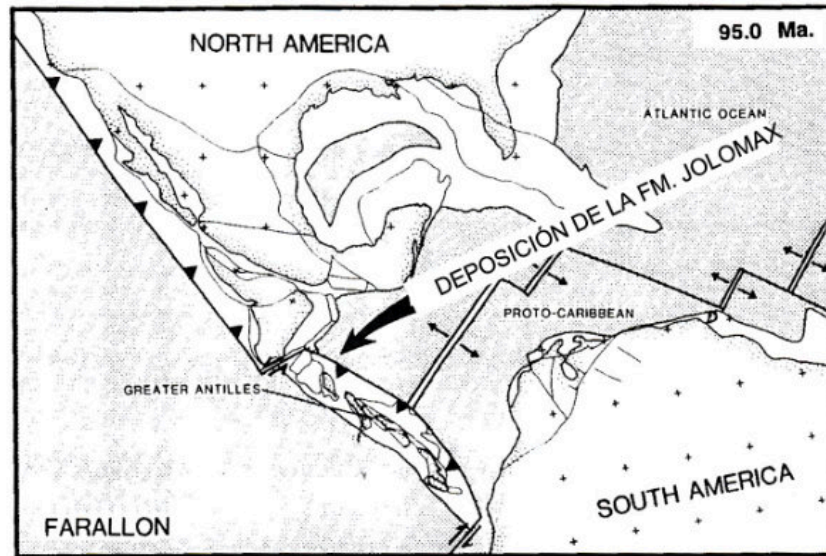 NORTH AMERICA
95.0 Ma.
ATLANTIC OCEAN
DEPOSICIÓN DE LA FM. JOLOMAX
PROTO-CARIBBEAN
GREATER ANTILLES
SOUTH AMERICA
FARALLON